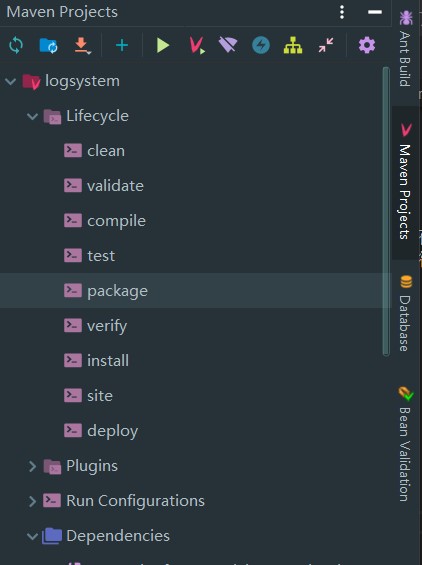 Maven Projects
logsystem
Lifecycle
clean
validate
compile
test
package
verify
install
site
deploy
Plugins
Run Configurations
Dependencies
Ant Build
Maven Projects
Database
Bean Validation